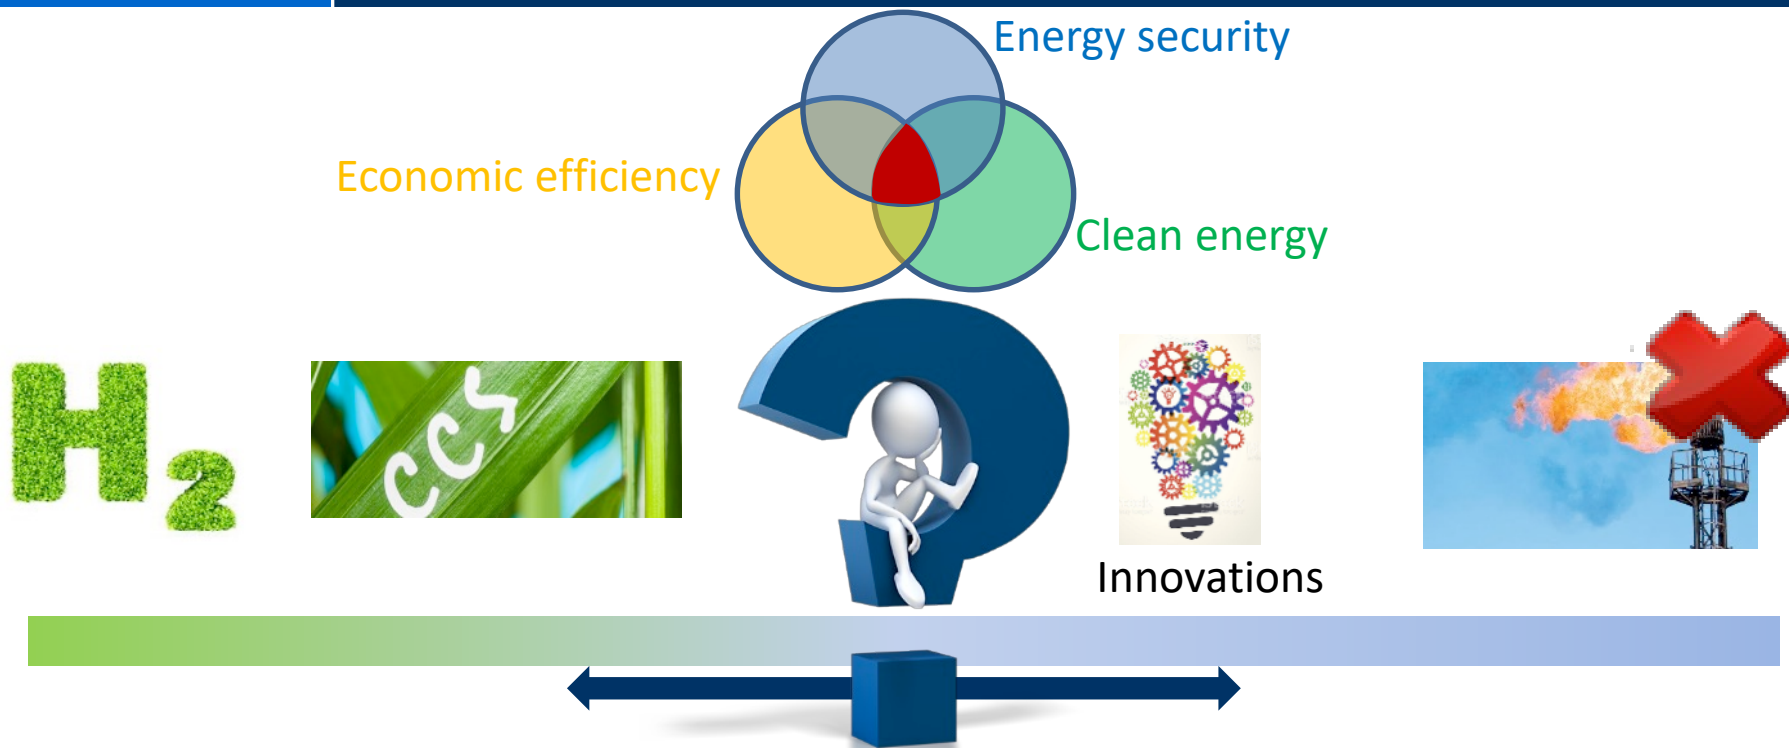 Energy security
Economic efficiency
Clean energy
H2
CCS
Innovations